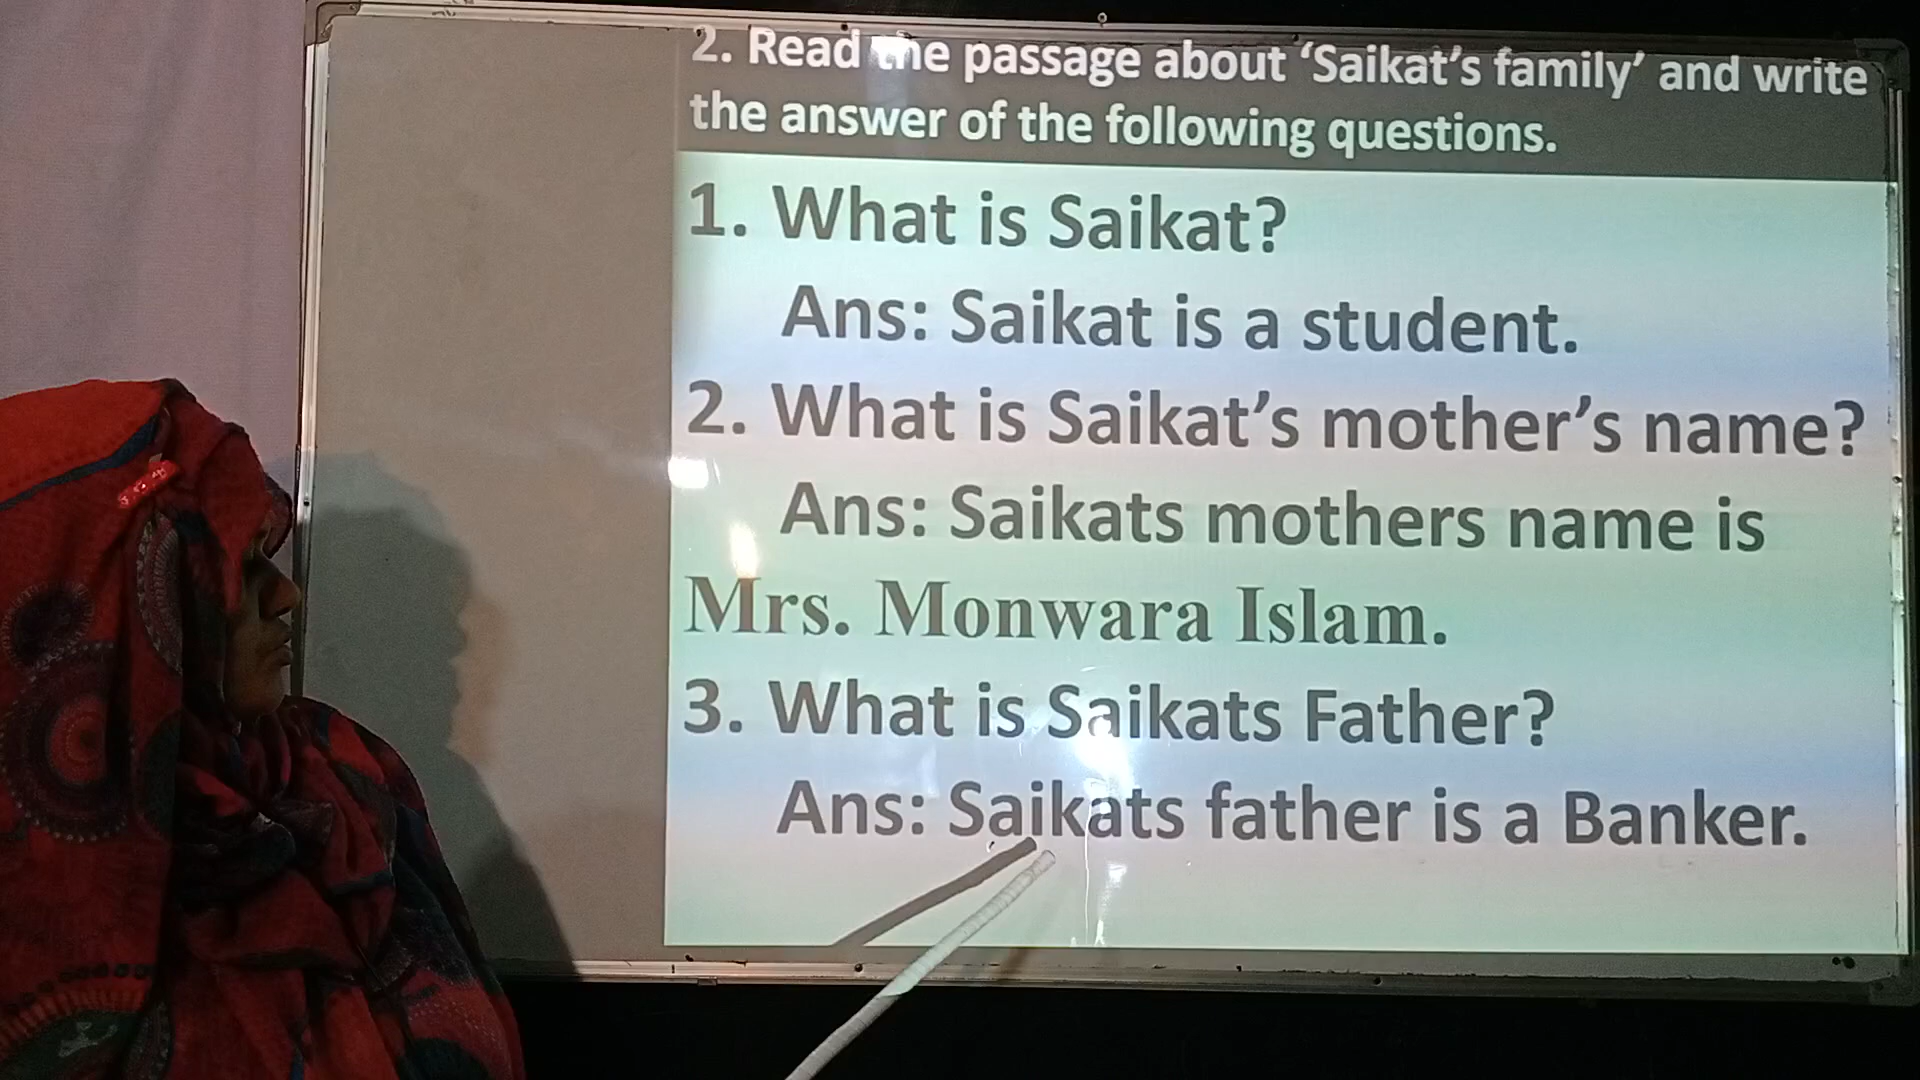 2. Read the passage about ‘Saikat’s family’ and write
the answer of the following questions.
1. What is Saikat?
Ans: Saikat is a student.
2. What is Saikat’s mother’s name?
Ans: Saikats mothers name is
Mrs. Monwara Islam.
3. What is Saikats Father?
Ans: Saikats father is a Banker.